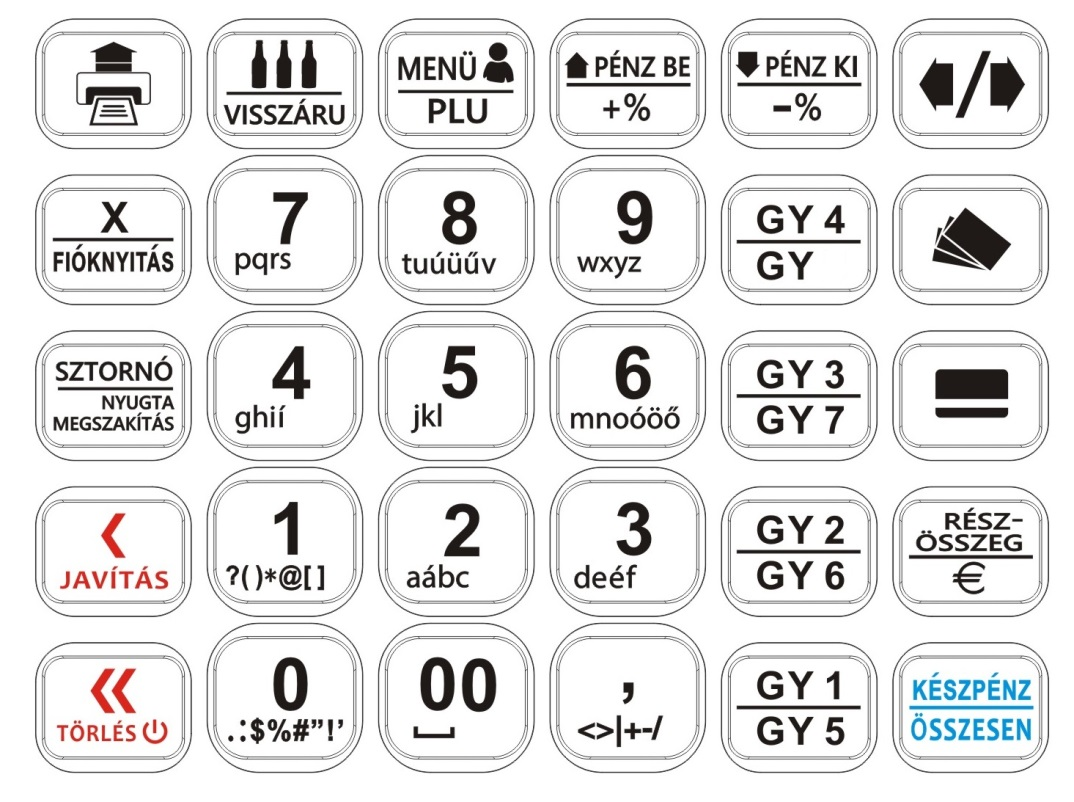 VISSZÁRU
MENÜ
PLU
PÉNZ BE
+%
PÉNZ KI
-%
/
X
FIÓKNYITÁS
7
pqrs
8
tuúüűv
9
wxyz
GY 4
GY
SZTORNÓ
NYUGTA
MEGSZAKÍTÁS
4
ghií
5
jkl
6
mnoóöő
GY 3
GY 7
JAVÍTÁS
1
?()*@[]
2
aábc
3
deéf
GY 2
GY 6
RÉSZ-
ÖSSZEG
€
TÖRLÉS
0
.:$%#"!'
00
,
<>|+-/
GY 1
GY 5
KÉSZPÉNZ
ÖSSZESEN